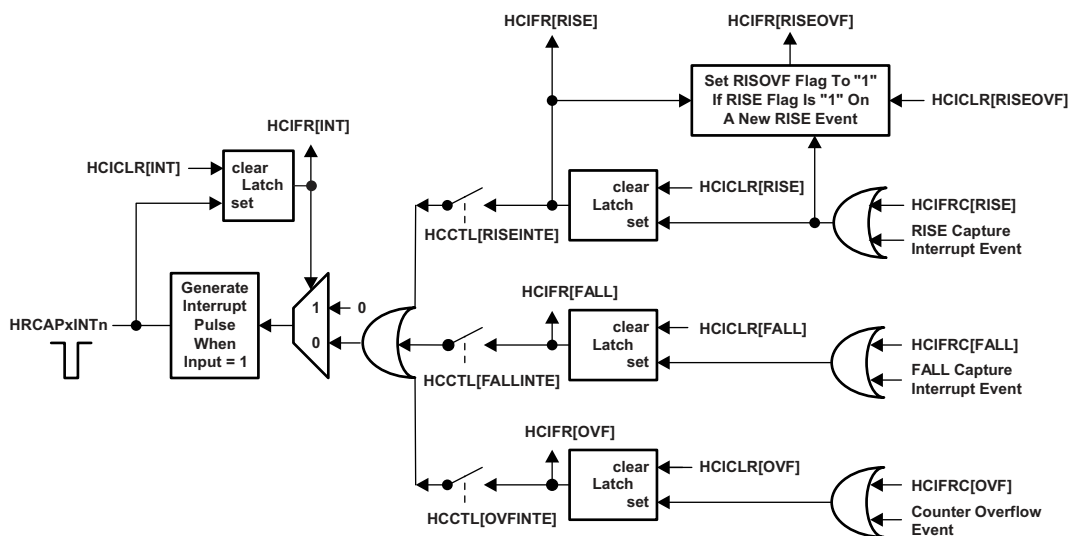 HCIFR[RISE]
HCIFR[RISEOVF]
Set RISOVF Flag To "1"
If RISE Flag Is "1" On
A New RISE Event
HCICLR[RISEOVF]
HCIFR[INT]
HCICLR[INT]
clear
Latch
set
HCCTL[RISEINTE]
clear
Latch
set
HCICLR[RISE]
HCIFRC[RISE]
RISE Capture
Interrupt Event
HRCAPxINTn
Generate
Interrupt
Pulse
When
Input = 1
1
0
0
HCIFR[FALL]
HCCTL[FALLINTE]
clear
Latch
set
HCICLR[FALL]
HCIFRC[FALL]
FALL Capture
Interrupt Event
HCIFR[OVF]
HCCTL[OVFINTE]
clear
Latch
set
HCICLR[OVF]
HCIFRC[OVF]
Counter Overflow
Event